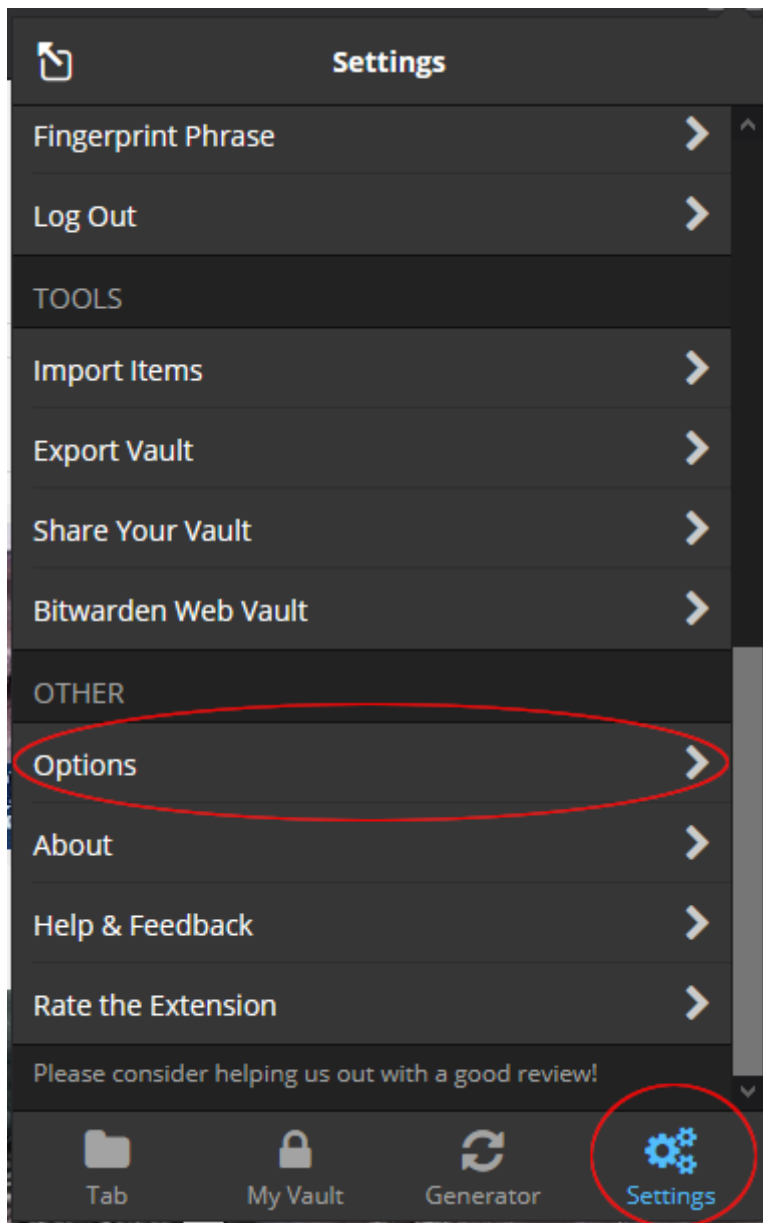 Settings
Fingerprint Phrase
Log Out
TOOLS
Import Items
Export Vault
Share Your Vault
Bitwarden Web Vault
OTHER
Options
About
Help & Feedback
Rate the Extension
Please consider helping us out with a good review!
Tab My Vault Generator Settings